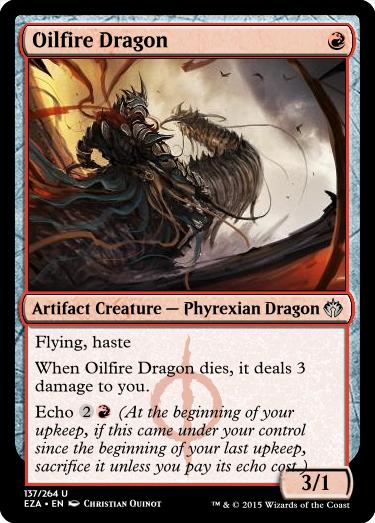 Oilfire Dragon
Artifact Creature — Phyrexian Dragon
Flying, haste
When Oilfire Dragon dies, it deals 3
damage to you.
Echo 2 (At the beginning of your
upkeep, if this came under your control
since the beginning of your last upkeep,
sacrifice it unless you pay its echo cost.)
3/1
137/264 U
EZA • EN Christian Quinot
™ & © 2015 Wizards of the Coast